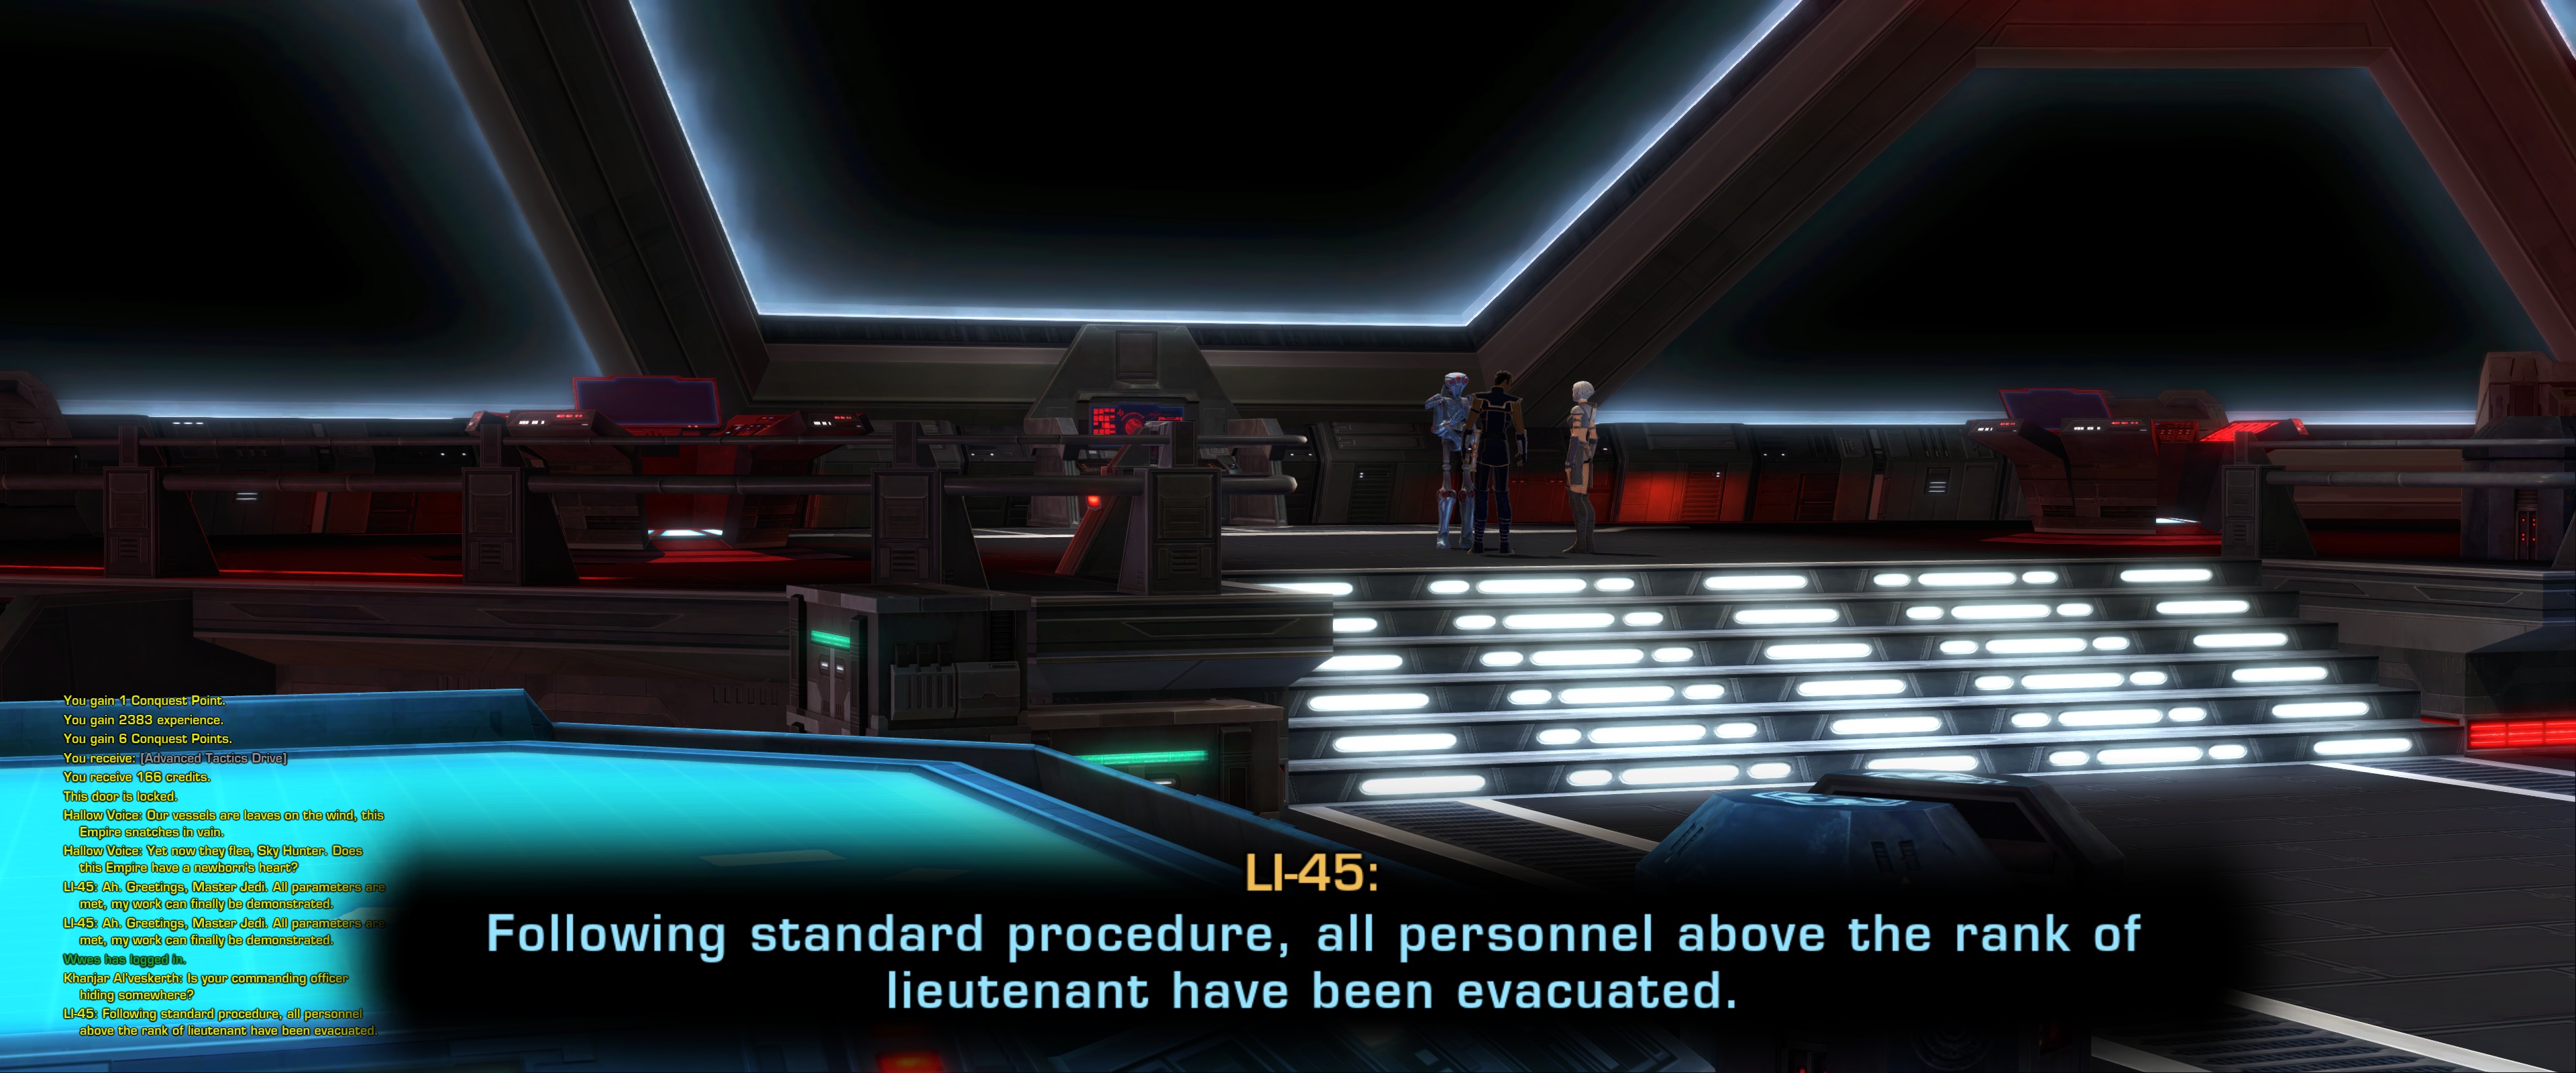 You gain 1 Conquest Point.
You gain 2383 experience.
You gain 6 Conquest Points.
You receive: [Advanced Tactics Drive]
You receive 166 credits.
This door is locked.
Hallow Voice: Our vessels are leaves on the wind, this
Empire snatches in vain.
Hallow Voice: Yet now they flee, Sky Hunter. Does
this Empire have a newborn's heart?
LI-45: Ah. Greetings, Master Jedi. All parameters are
met, my work can finally be demonstrated.
LI-45: Ah. Greetings, Master Jedi. All parameters are
met, my work can finally be demonstrated.
Wwes has logged in.
Khanjar Al'veskerth: Is your commanding officer
hiding somewhere?
LI-45: Following standard procedure, all personnel
above the rank of lieutenant have been evacuated.
LI-45:
Following standard procedure, all personnel above the rank of
lieutenant have been evacuated.